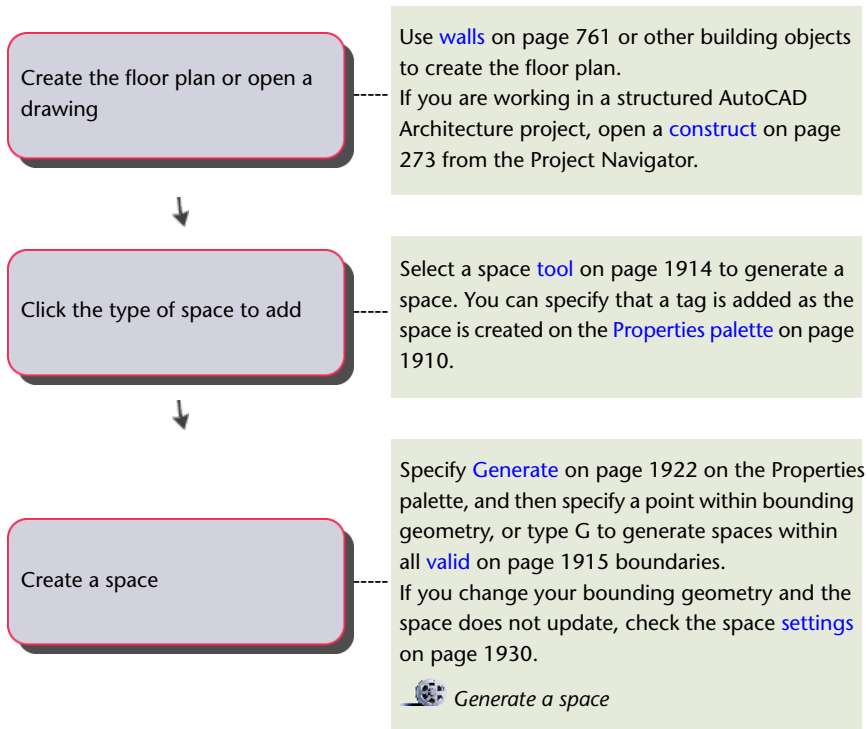 Create the floor plan or open a
drawing
Use walls on page 761 or other building objects
to create the floor plan.
If you are working in a structured AutoCAD
Architecture project, open a construct on page
273 from the Project Navigator.
Click the type of space to add
Select a space tool on page 1914 to generate a
space. You can specify that a tag is added as the
space is created on the Properties palette on page
1910.
Create a space
Specify Generate on page 1922 on the Properties
palette, and then specify a point within bounding
geometry, or type G to generate spaces within
all valid on page 1915 boundaries.
If you change your bounding geometry and the
space does not update, check the space settings
on page 1930.
Generate a space